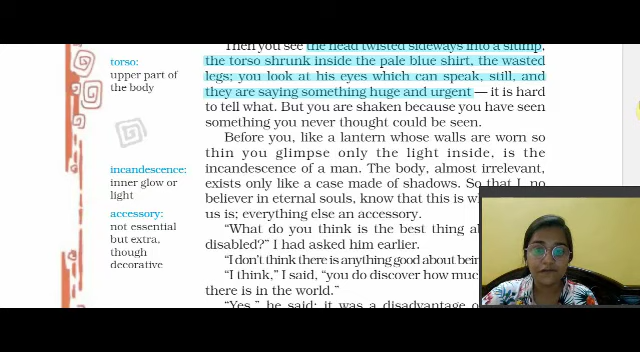 torso:
upper part of
the body
incandescence:
inner glow or
light
accessory:
not essential
but extra,
though
decorative
Then you see the head twisted sideways into a slump,
the torso shrunk inside the pale blue shirt, the wasted
legs; you look at his eyes which can speak, still, and
they are saying something huge and urgent — it is hard
to tell what. But you are shaken because you have seen
something you never thought could be seen.
Before you, like a lantern whose walls are worn so
thin you glimpse only the light inside, is the
incandescence of a man. The body, almost irrelevant,
exists only like a case made of shadows. So that I, no
believer in eternal souls, know that this is
us is; everything else an accessory.
“What do you think is the best thing
disabled?” I had asked him earlier.
“I don’t think there is anything good about
“I think,” I said, “you do discover how much
there is in the world.”
“Yes,” he said; it was a disadvantage